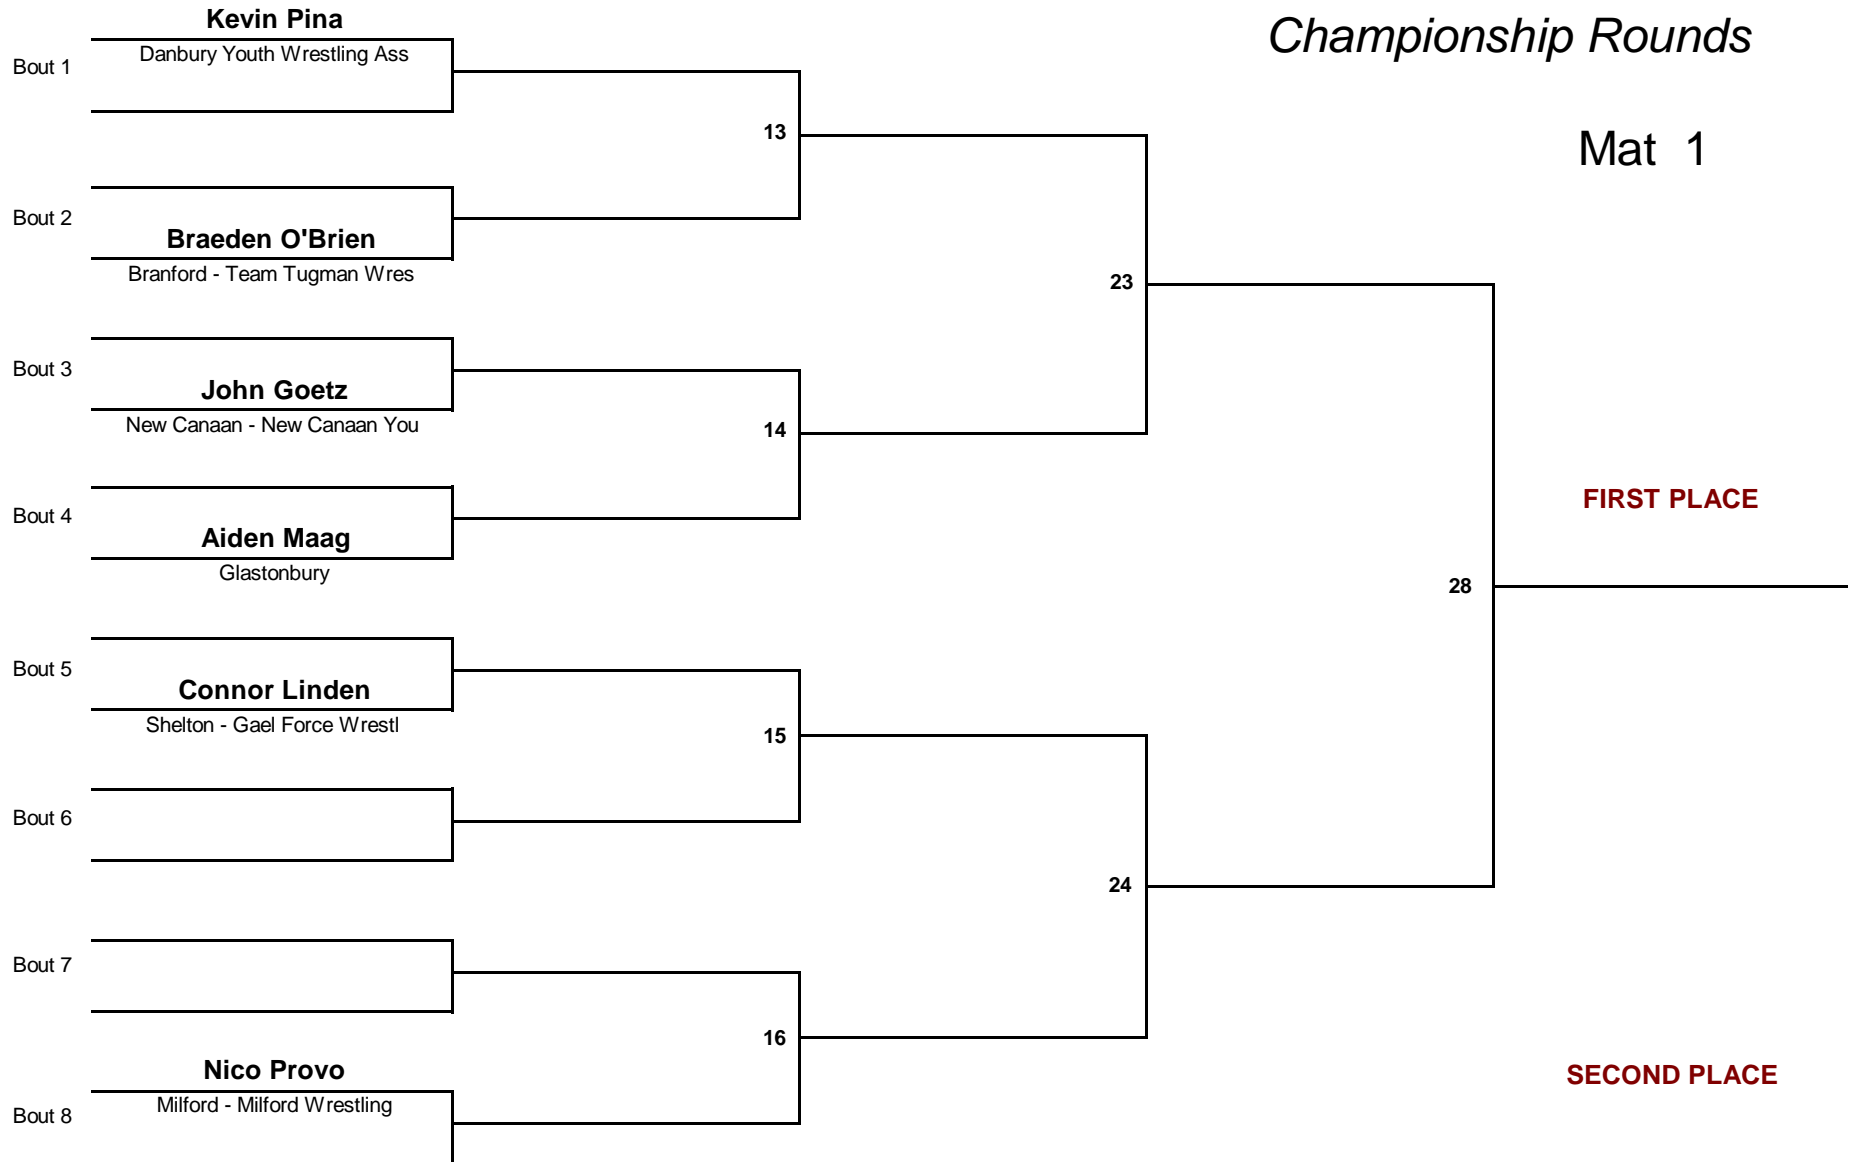 Kevin Pina
Championship Rounds
Danbury Youth Wrestling Ass
Bout 1
13
Mat 1
Bout 2
Braeden O'Brien
Branford - Team Tugman Wres
23
Bout 3
John Goetz
New Canaan - New Canaan You
14
FIRST PLACE
Bout 4
Aiden Maag
Glastonbury
28
Bout 5
Connor Linden
Shelton - Gael Force Wrestl
15
Bout 6
24
Bout 7
16
Nico Provo
SECOND PLACE
Milford - Milford Wrestling
Bout 8